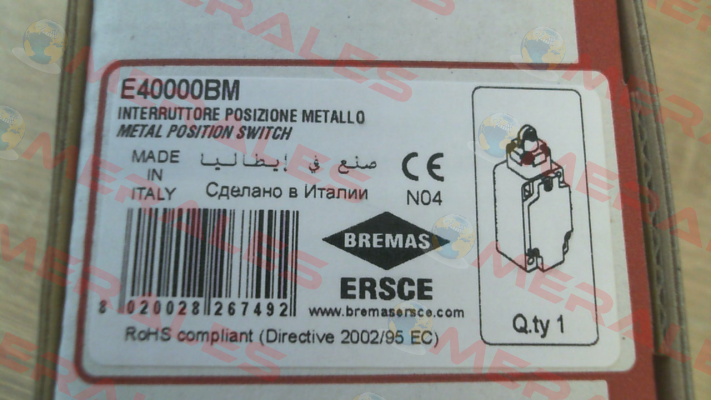 E40000BM
INTERRUTTORE POSIZIONE METALLO
METAL POSITION SWITCH
MADE IN ITALY
صنع في إيطاليا
Сделано в Италии
CE
N04
BREMAS
ERSCE
www.bremasersce.com
8 020028 267492
RoHS compliant (Directive 2002/95 EC)
Q.ty 1
MERALES